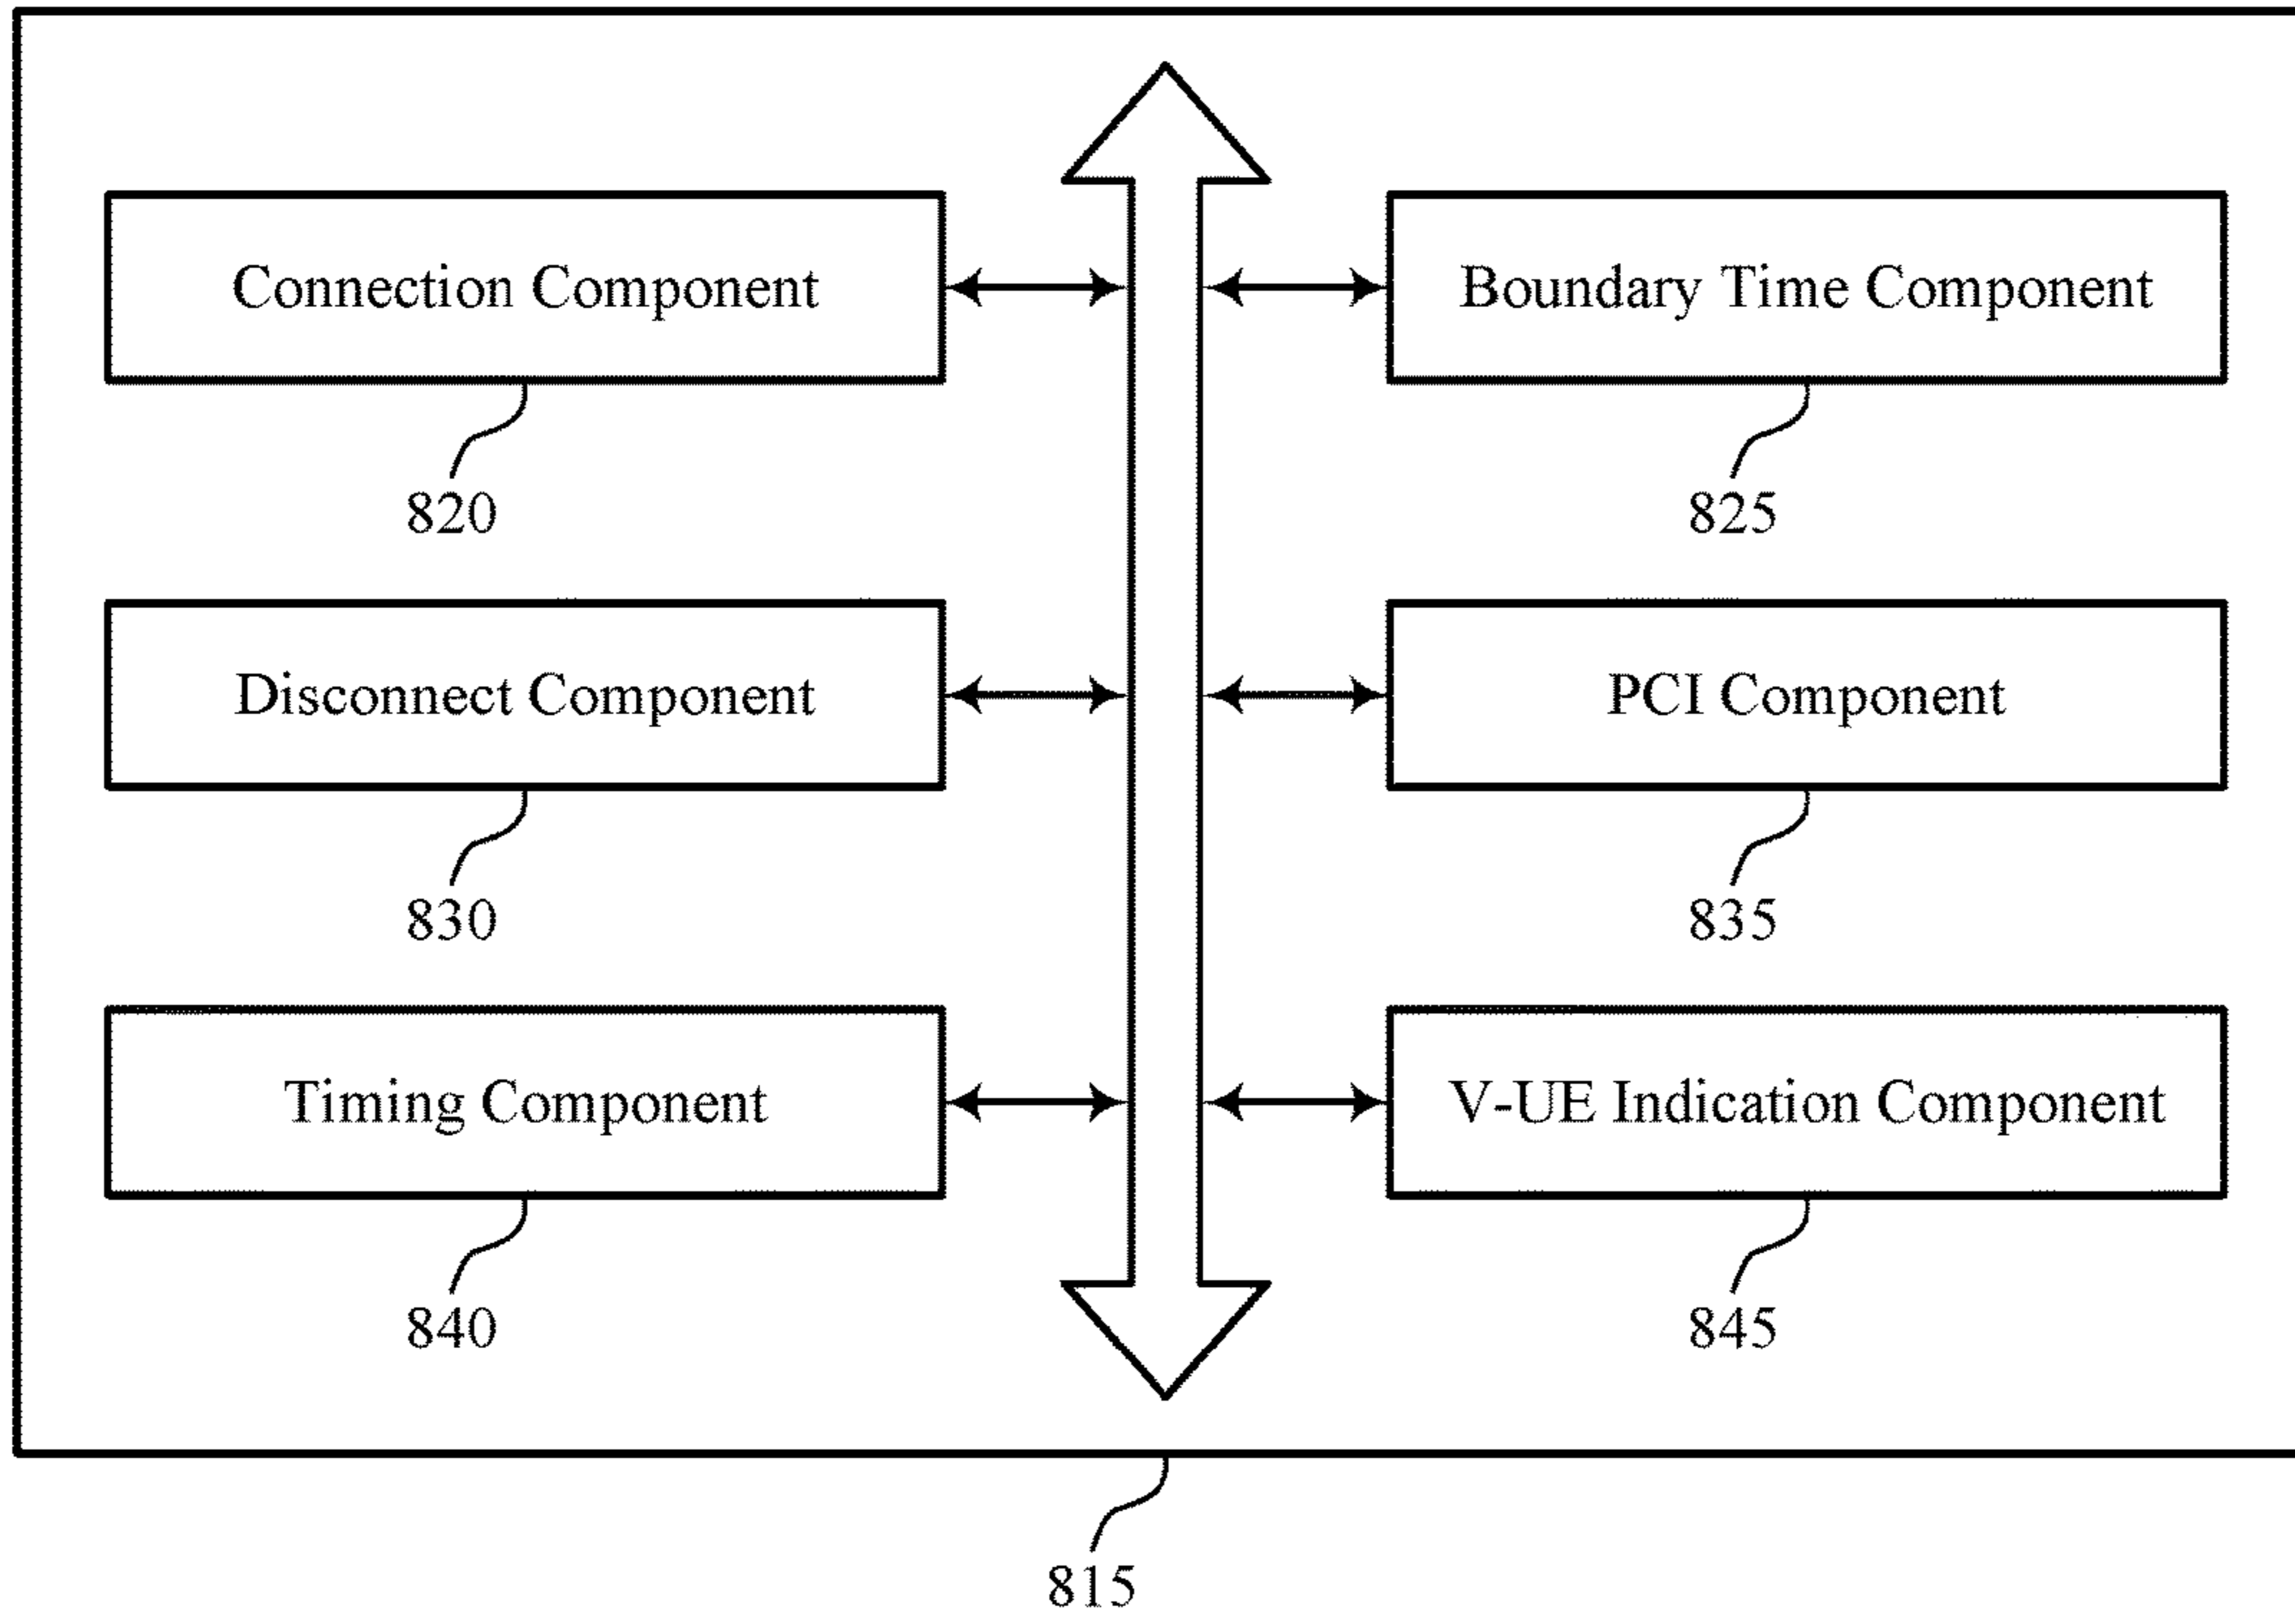 Connection Component
Boundary Time Component
820
825
Disconnect Component
PCI Component
830
835
Timing Component
V-UE Indication Component
840
845
815